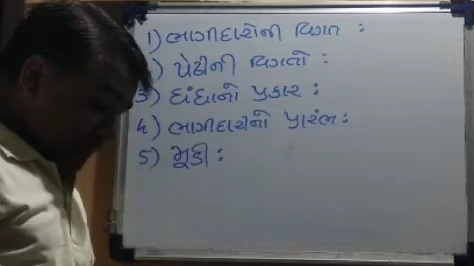 1) ભાગીદારોની વિગત :
) પેઢીની વિગતો :
3) ધંધાનો પ્રકાર :
4) ભાગીદારીનો પ્રારંભ :
5) મૂડી :